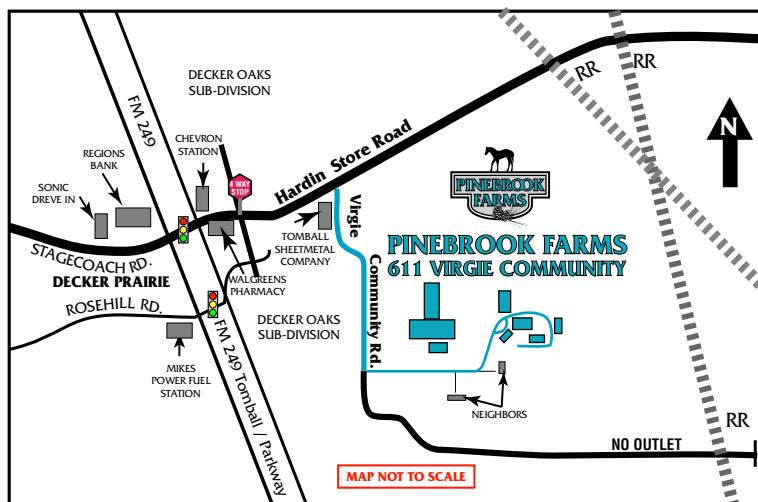 DECKER OAKS
SUB-DIVISION
FM 249
CHEVRON
STATION
REGIONS
BANK
SONIC
DREVE IN
4 WAY
STOP
Hardin Store Road
RR
RR
N
PINEBROOK
FARMS
Virgie
Community Rd.
TOMBALL
SHEETMETAL
COMPANY
PINEBROOK FARMS
611 VIRGIE COMMUNITY
STAGECOACH RD.
DECKER PRAIRIE
WALGREENS
PHARMACY
ROSEHILL RD.
DECKER OAKS
SUB-DIVISION
FM 249 Tomball / Parkway
MIKES
POWER FUEL
STATION
NEIGHBORS
RR
NO OUTLET
MAP NOT TO SCALE